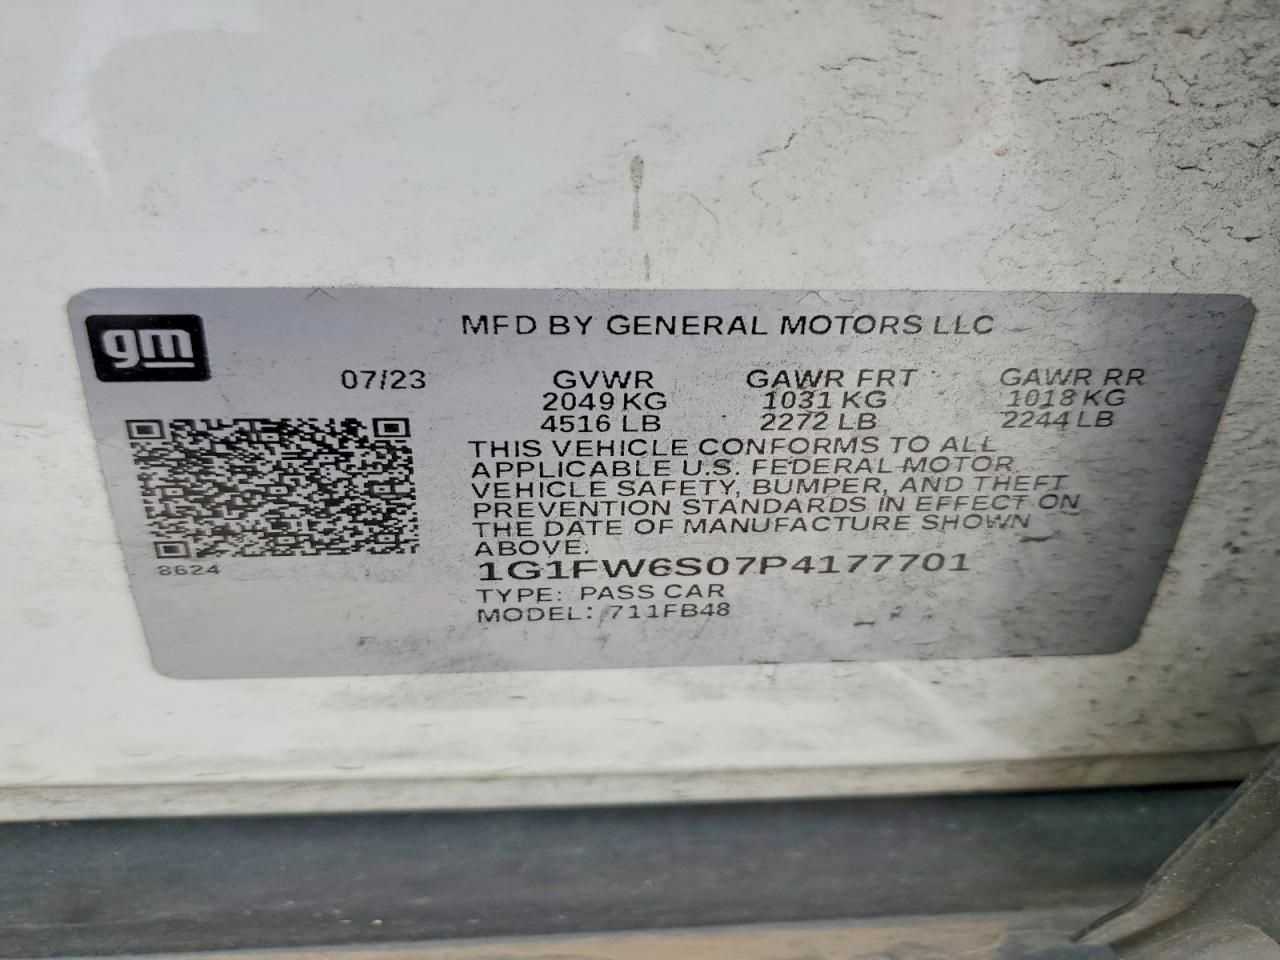 gm
MFD BY GENERAL MOTORS LLC
07/23 GVWR GAWR FRT GAWR RR
2049 KG 1031 KG 1018 KG
4516 LB 2272 LB 2244 LB
THIS VEHICLE CONFORMS TO ALL
APPLICABLE U.S. FEDERAL MOTOR
VEHICLE SAFETY, BUMPER, AND THEFT
PREVENTION STANDARDS IN EFFECT ON
THE DATE OF MANUFACTURE SHOWN
ABOVE.
8624 1G1FW6S07P4177701
TYPE: PASS CAR
MODEL: 711FB48